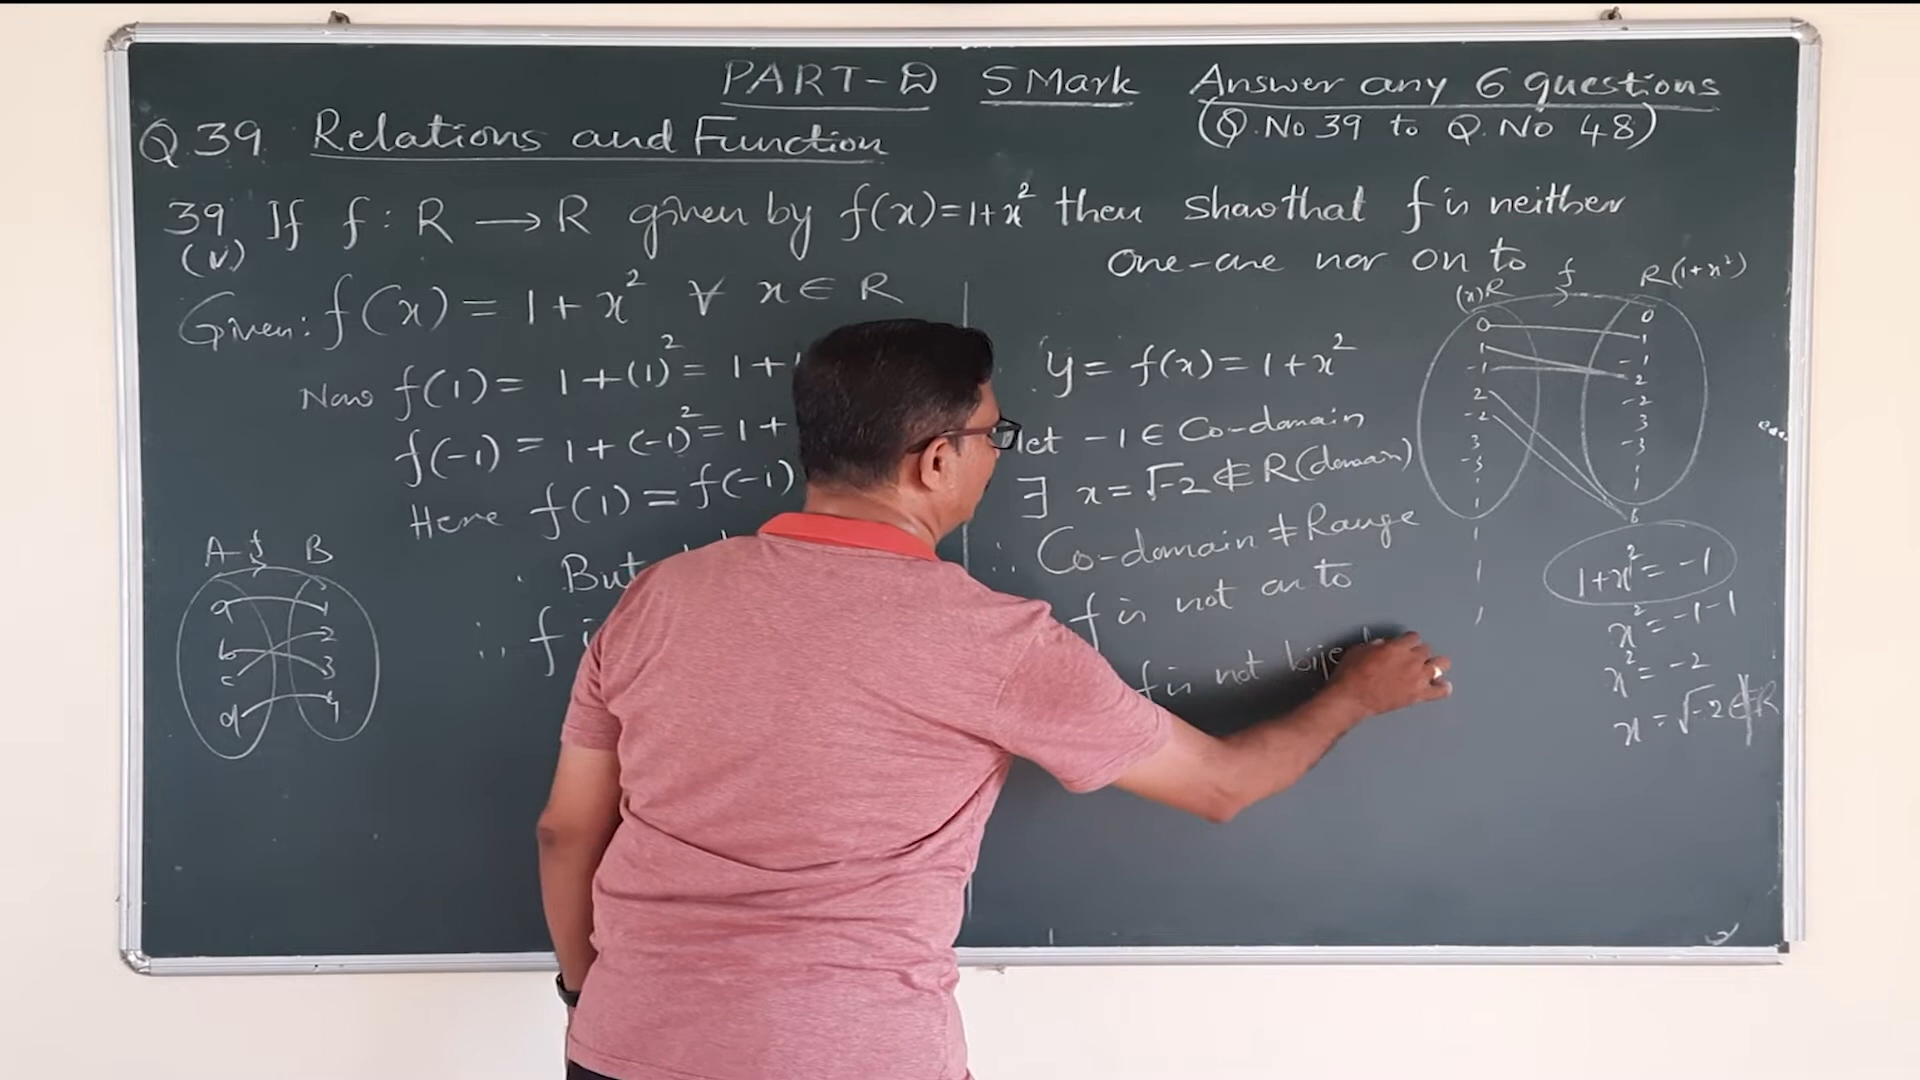 PART-D 5 Mark Answer any 6 questions
(Q.No 39 to Q.No 48)
Q 39 Relations and Function
39 If f : R → R given by f(x)=1+x² then show that f is neither
(v)
one-one nor on to
Given: f(x) = 1 + x² ∀ x ∈ R
Now f(1) = 1+(1)² = 1+
f(-1) = 1+(-1)² = 1+
Here f(1) = f(-1)
But
∴ f i
A f B
a 1
b 2
c 3
d 4
y = f(x) = 1+x²
let -1 ∈ Co-domain
∃ x = √-2 ∉ R(domain)
∴ Co-domain ≠ Range
f is not on to
f is not bije
(x)R f R(1+x²)
0 0
1 1
-1 -1
2 2
-2 -2
3 3
-3 -3
1+x² = -1
x² = -1-1
x² = -2
x = √-2 ∉ R